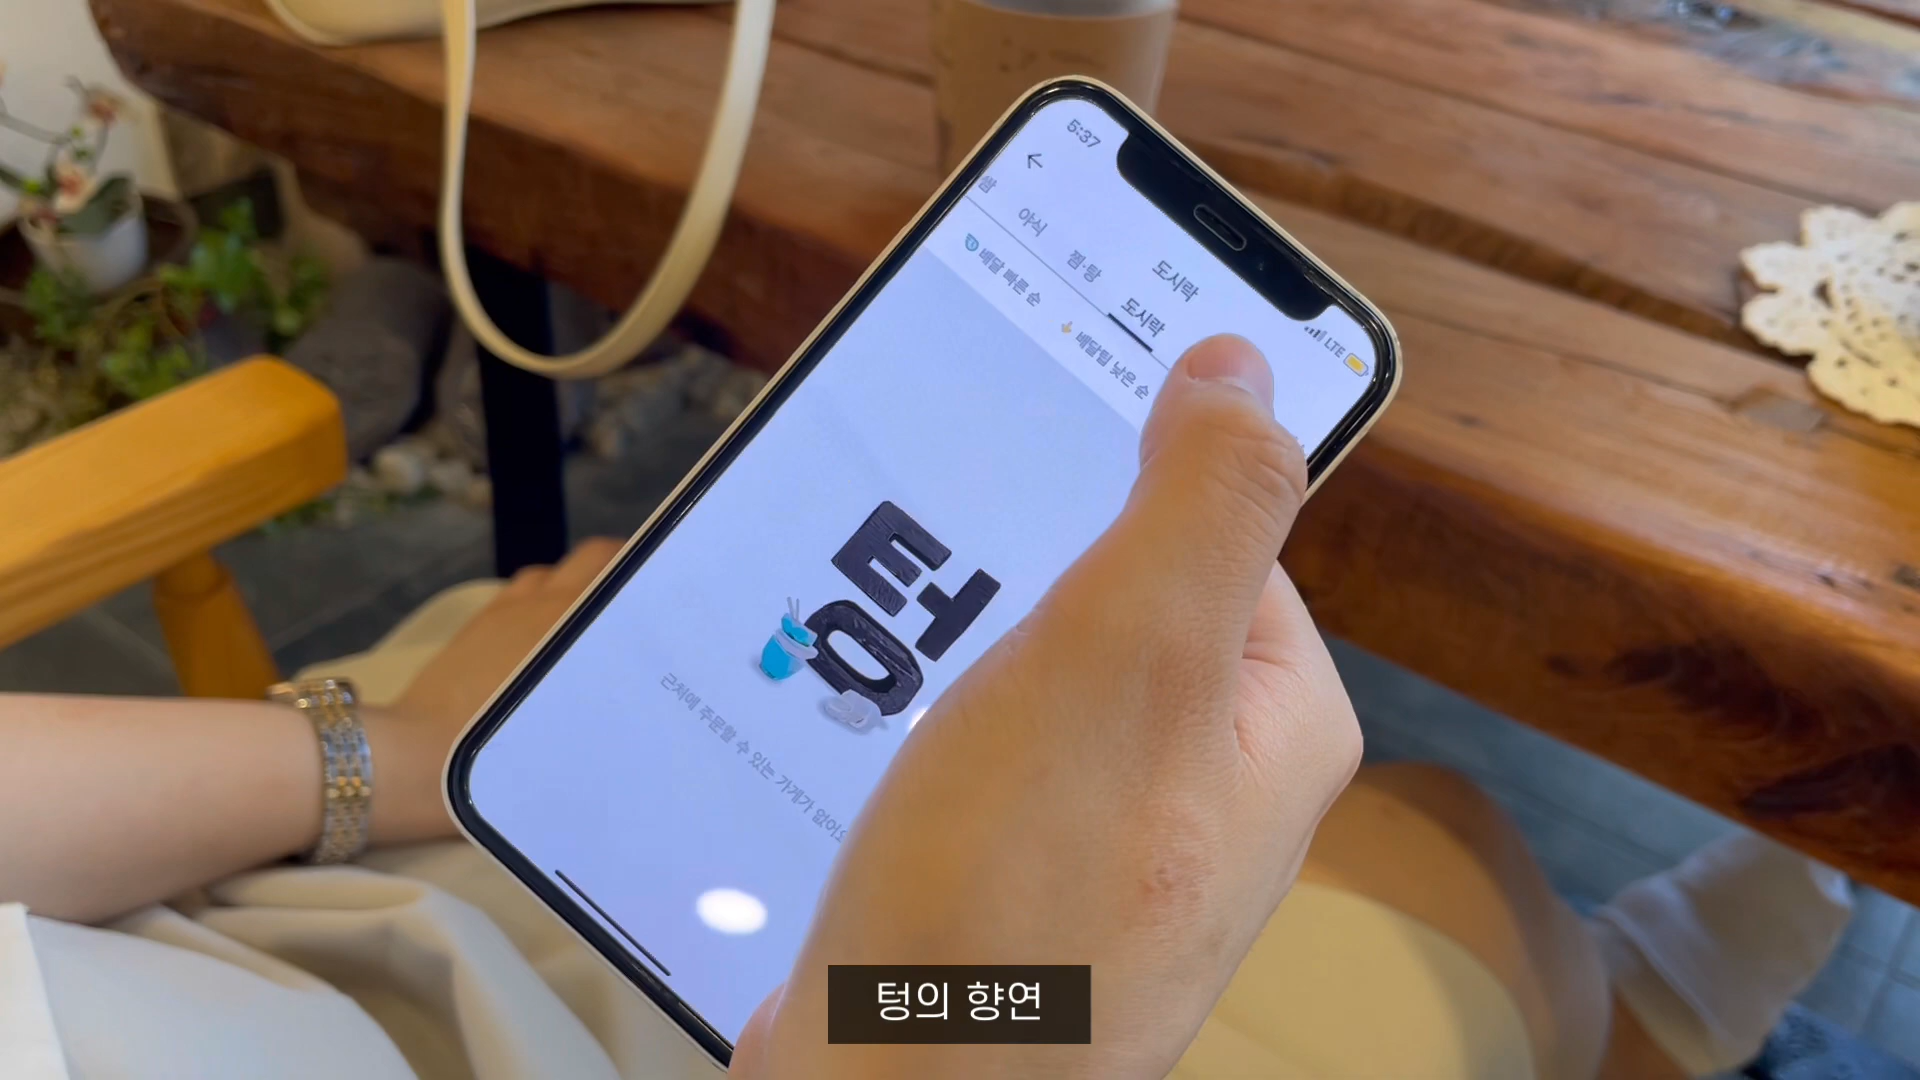 5:37
LTE
도시락
쌈
야식
찜·탕
도시락
배달 빠른 순
배달팁 낮은 순
텅
근처에 주문할 수 있는 가게가 없어요
텅의 향연